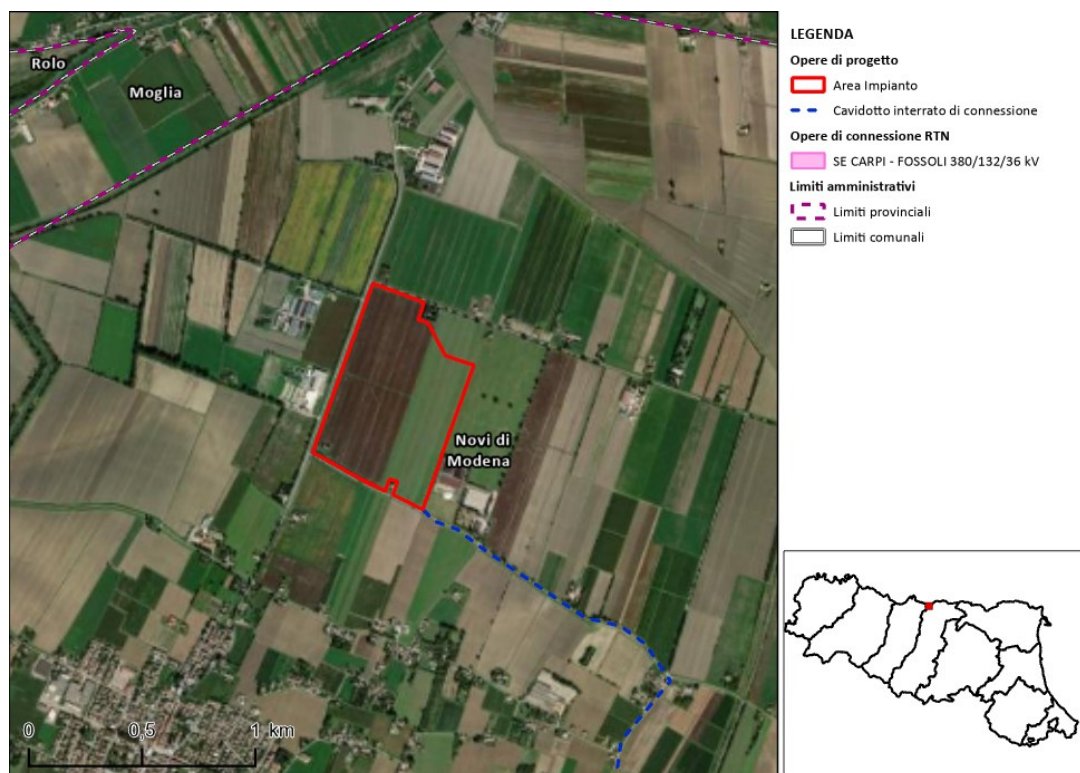 Rolo
Moglia
Novi di
Modena
0 0,5 1 km
LEGENDA
Opere di progetto
Area Impianto
Cavidotto interrato di connessione
Opere di connessione RTN
SE CARPI - FOSSOLI 380/132/36 kV
Limiti amministrativi
Limiti provinciali
Limiti comunali